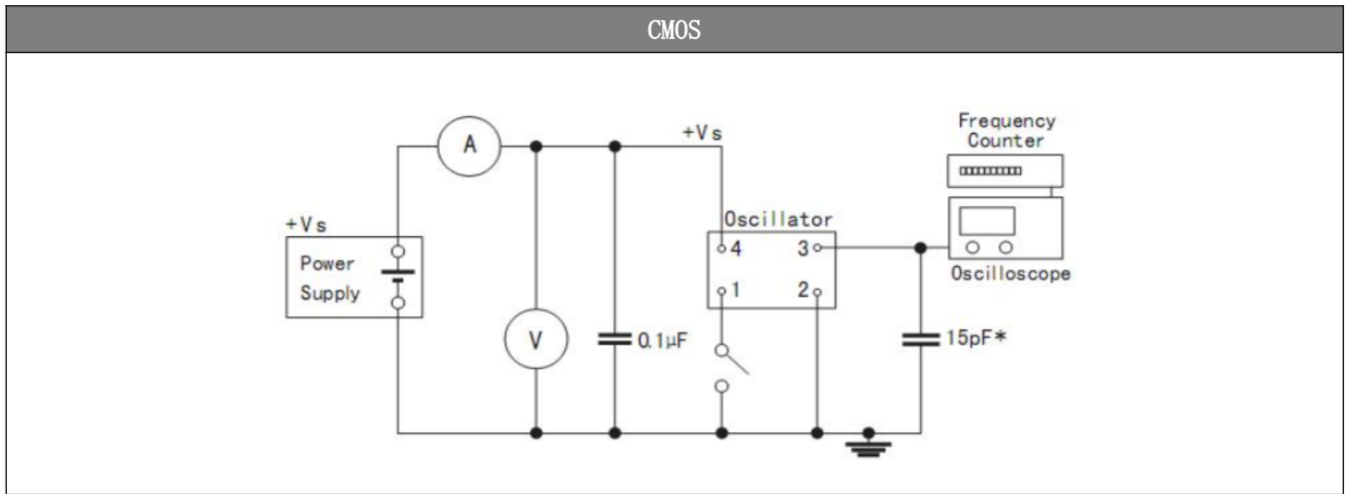 CMOS
Frequency
Counter
A
+Vs
+Vs
Oscillator
Power
Supply
4
3
Oscilloscope
1
2
V
0.1μF
15pF*